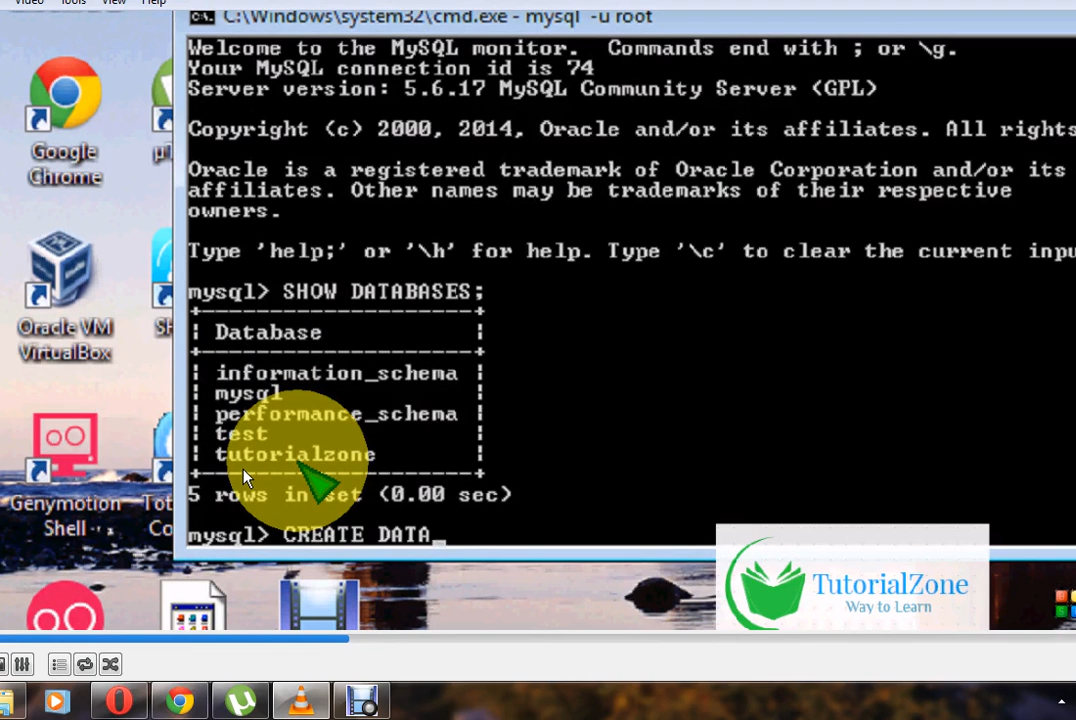 Video Tools View Help
C:\Windows\system32\cmd.exe - mysql -u root
Welcome to the MySQL monitor. Commands end with ; or \g.
Your MySQL connection id is 74
Server version: 5.6.17 MySQL Community Server (GPL)
Copyright (c) 2000, 2014, Oracle and/or its affiliates. All rights
Oracle is a registered trademark of Oracle Corporation and/or its
affiliates. Other names may be trademarks of their respective
owners.
Type 'help;' or '\h' for help. Type '\c' to clear the current inpu
mysql> SHOW DATABASES;
+--------------------+
| Database           |
+--------------------+
| information_schema |
| mysql              |
| performance_schema |
| test               |
| tutorialzone       |
+--------------------+
5 rows in set (0.00 sec)
mysql> CREATE DATA_
Google
Chrome
Oracle VM
VirtualBox
Genymotion
Shell
Tot
Co
TutorialZone
Way to Learn